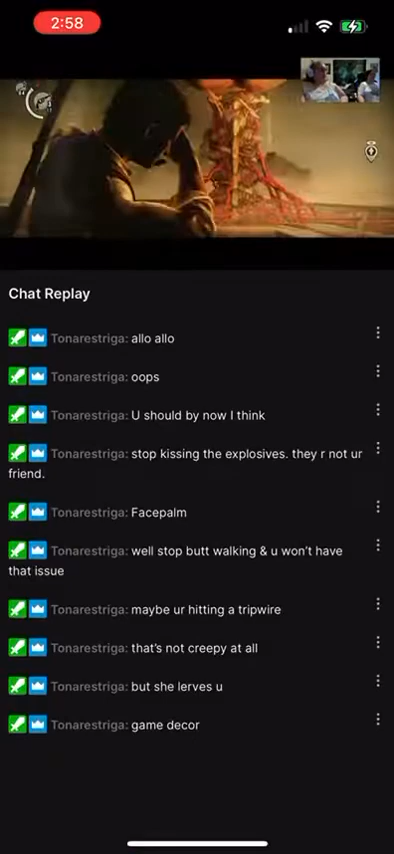 2:58
Chat Replay
Tonarestriga: allo allo
Tonarestriga: oops
Tonarestriga: U should by now I think
Tonarestriga: stop kissing the explosives. they r not ur
friend.
Tonarestriga: Facepalm
Tonarestriga: well stop butt walking & u won't have
that issue
Tonarestriga: maybe ur hitting a tripwire
Tonarestriga: that's not creepy at all
Tonarestriga: but she lerves u
Tonarestriga: game decor